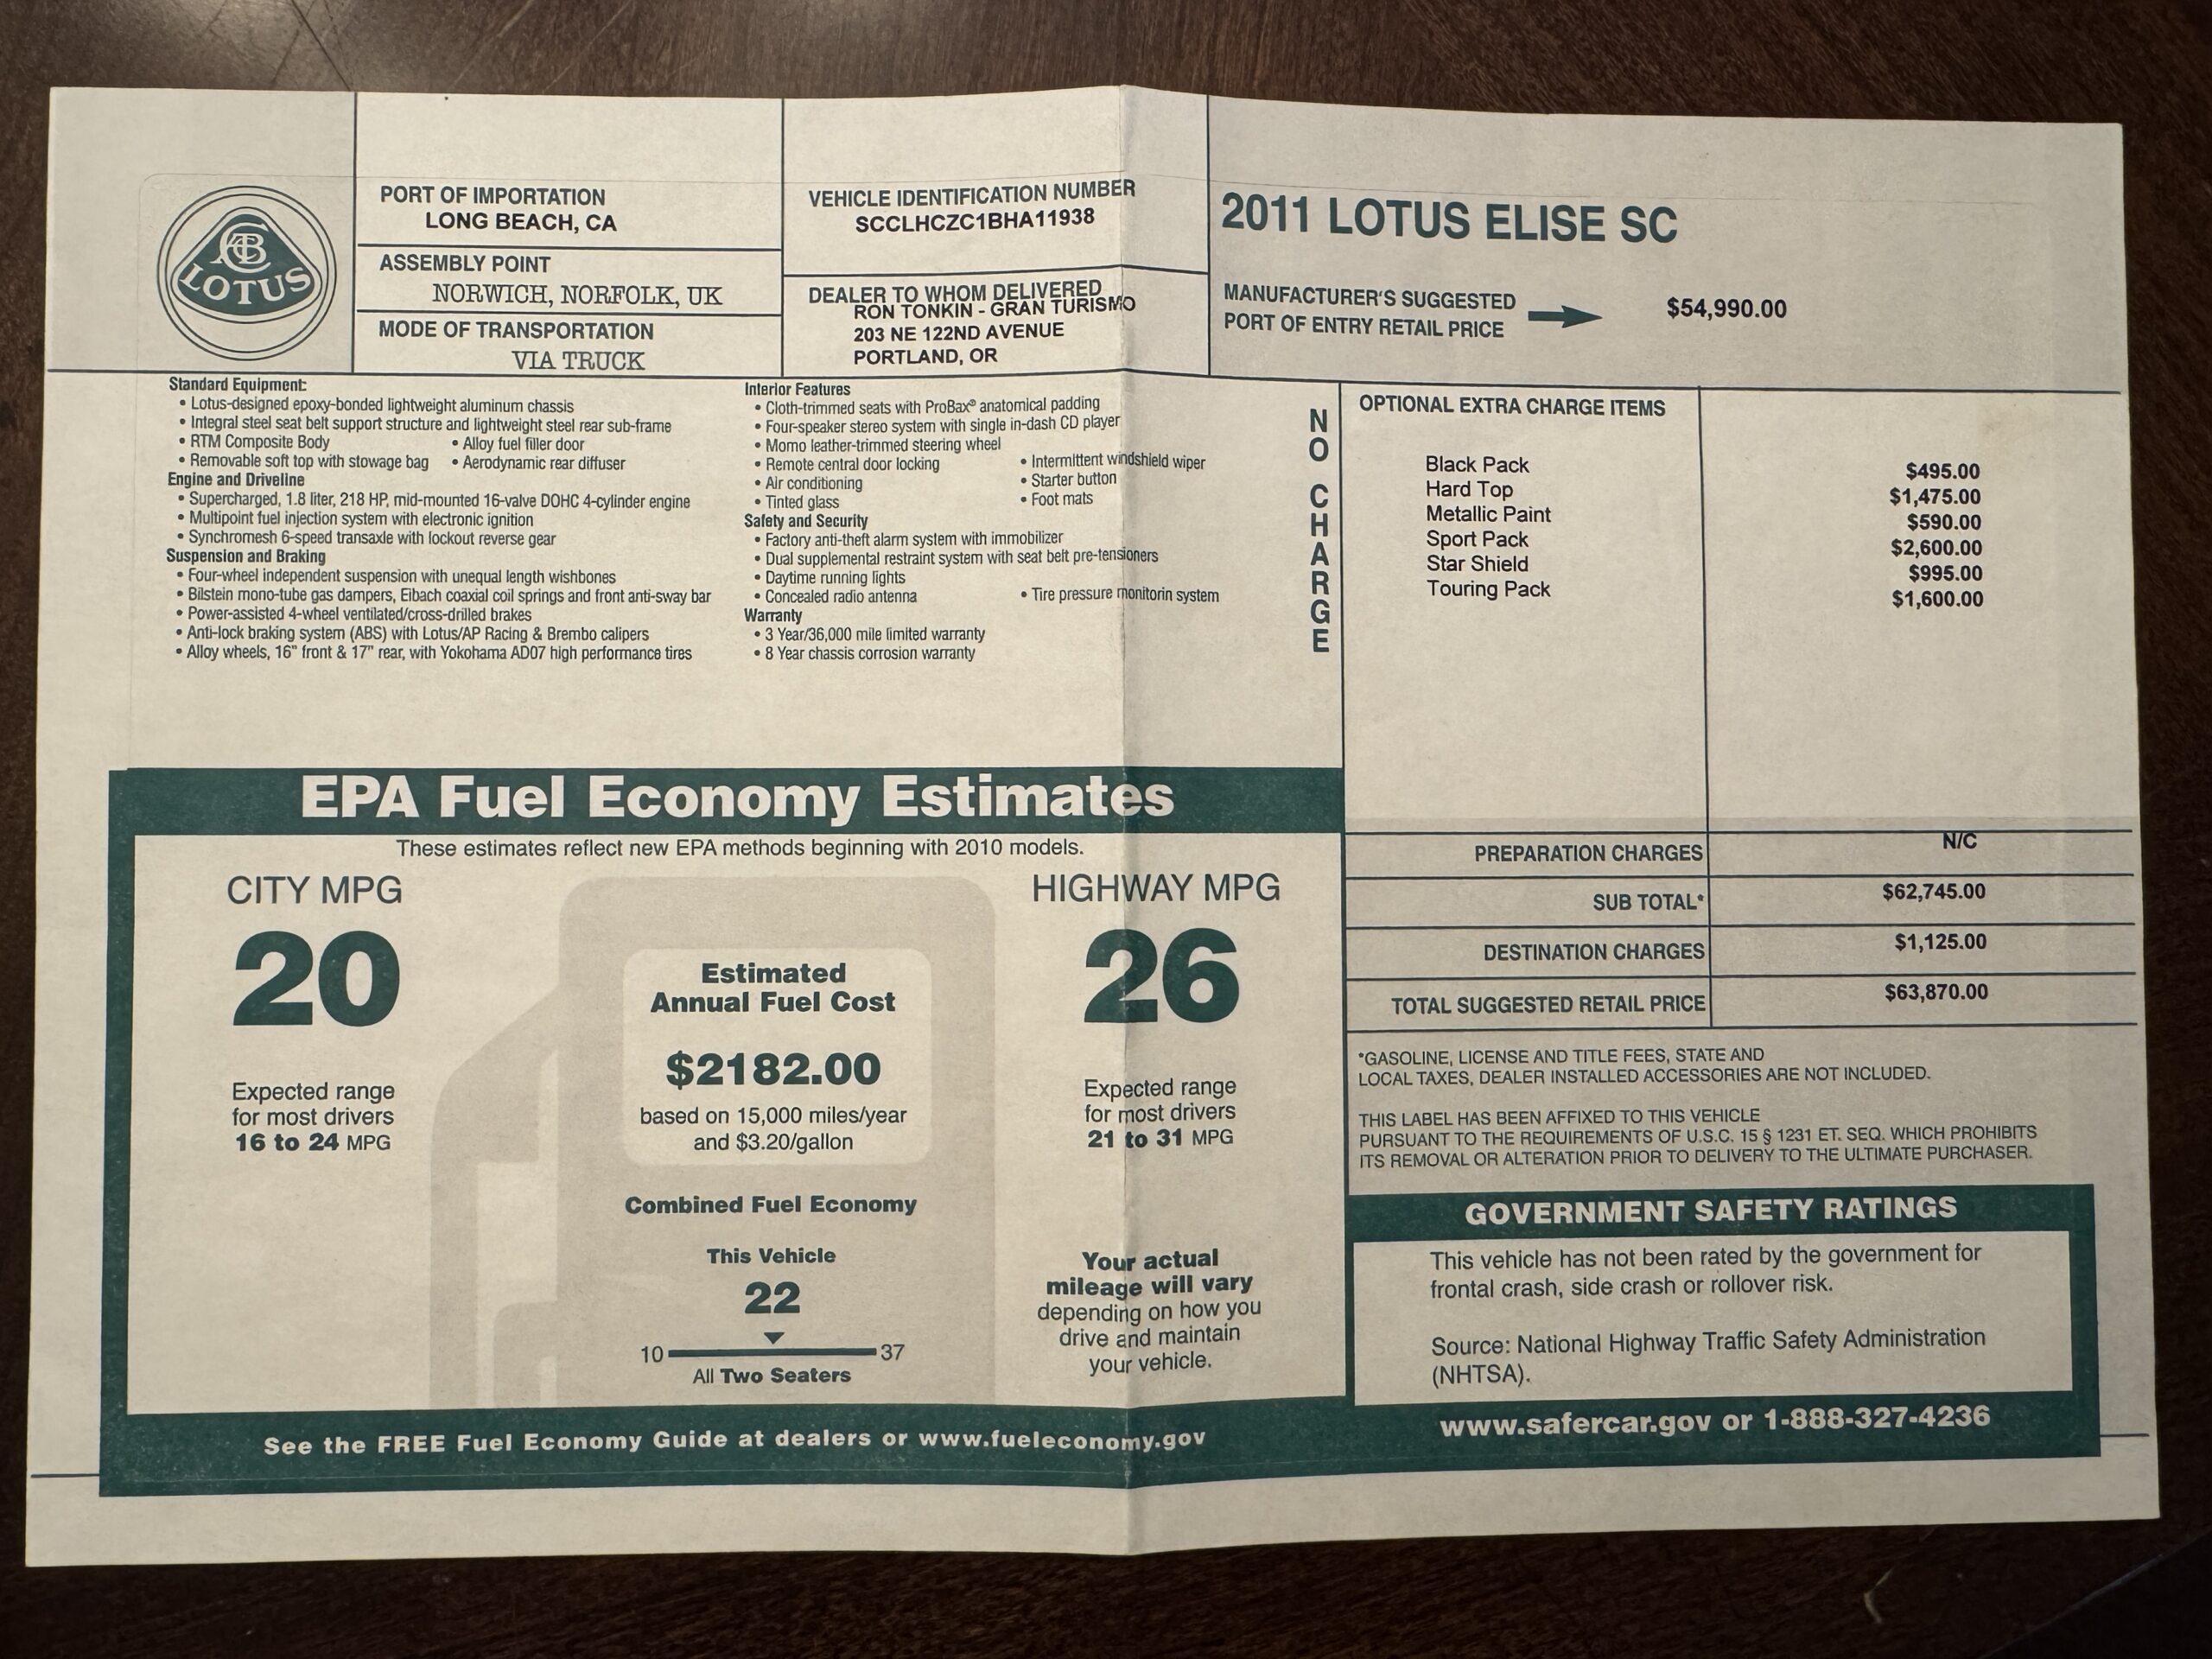 LOTUS
PORT OF IMPORTATION
LONG BEACH, CA
ASSEMBLY POINT
NORWICH, NORFOLK, UK
MODE OF TRANSPORTATION
VIA TRUCK
VEHICLE IDENTIFICATION NUMBER
SCCLHCZC1BHA11938
DEALER TO WHOM DELIVERED
RON TONKIN - GRAN TURISMO
203 NE 122ND AVENUE
PORTLAND, OR
2011 LOTUS ELISE SC
MANUFACTURER'S SUGGESTED
PORT OF ENTRY RETAIL PRICE
$54,990.00
Standard Equipment:
• Lotus-designed epoxy-bonded lightweight aluminum chassis
• Integral steel seat belt support structure and lightweight steel rear sub-frame
• RTM Composite Body • Alloy fuel filler door
• Removable soft top with stowage bag • Aerodynamic rear diffuser
Engine and Driveline
• Supercharged, 1.8 liter, 218 HP, mid-mounted 16-valve DOHC 4-cylinder engine
• Multipoint fuel injection system with electronic ignition
• Synchromesh 6-speed transaxle with lockout reverse gear
Suspension and Braking
• Four-wheel independent suspension with unequal length wishbones
• Bilstein mono-tube gas dampers, Eibach coaxial coil springs and front anti-sway bar
• Power-assisted 4-wheel ventilated/cross-drilled brakes
• Anti-lock braking system (ABS) with Lotus/AP Racing & Brembo calipers
• Alloy wheels, 16" front & 17" rear, with Yokohama AD07 high performance tires
Interior Features
• Cloth-trimmed seats with ProBax® anatomical padding
• Four-speaker stereo system with single in-dash CD player
• Momo leather-trimmed steering wheel
• Remote central door locking • Intermittent windshield wiper
• Air conditioning • Starter button
• Tinted glass • Foot mats
Safety and Security
• Factory anti-theft alarm system with immobilizer
• Dual supplemental restraint system with seat belt pre-tensioners
• Daytime running lights
• Concealed radio antenna • Tire pressure monitorin system
Warranty
• 3 Year/36,000 mile limited warranty
• 8 Year chassis corrosion warranty
NO CHARGE
OPTIONAL EXTRA CHARGE ITEMS
Black Pack $495.00
Hard Top $1,475.00
Metallic Paint $590.00
Sport Pack $2,600.00
Star Shield $995.00
Touring Pack $1,600.00
PREPARATION CHARGES N/C
SUB TOTAL* $62,745.00
DESTINATION CHARGES $1,125.00
TOTAL SUGGESTED RETAIL PRICE $63,870.00
*GASOLINE, LICENSE AND TITLE FEES, STATE AND
LOCAL TAXES, DEALER INSTALLED ACCESSORIES ARE NOT INCLUDED.
THIS LABEL HAS BEEN AFFIXED TO THIS VEHICLE
PURSUANT TO THE REQUIREMENTS OF U.S.C. 15 § 1231 ET. SEQ. WHICH PROHIBITS
ITS REMOVAL OR ALTERATION PRIOR TO DELIVERY TO THE ULTIMATE PURCHASER.
EPA Fuel Economy Estimates
These estimates reflect new EPA methods beginning with 2010 models.
CITY MPG
20
Expected range
for most drivers
16 to 24 MPG
Estimated
Annual Fuel Cost
$2182.00
based on 15,000 miles/year
and $3.20/gallon
Combined Fuel Economy
This Vehicle
22
10 37
All Two Seaters
HIGHWAY MPG
26
Expected range
for most drivers
21 to 31 MPG
Your actual
mileage will vary
depending on how you
drive and maintain
your vehicle.
See the FREE Fuel Economy Guide at dealers or www.fueleconomy.gov
GOVERNMENT SAFETY RATINGS
This vehicle has not been rated by the government for
frontal crash, side crash or rollover risk.
Source: National Highway Traffic Safety Administration
(NHTSA).
www.safercar.gov or 1-888-327-4236